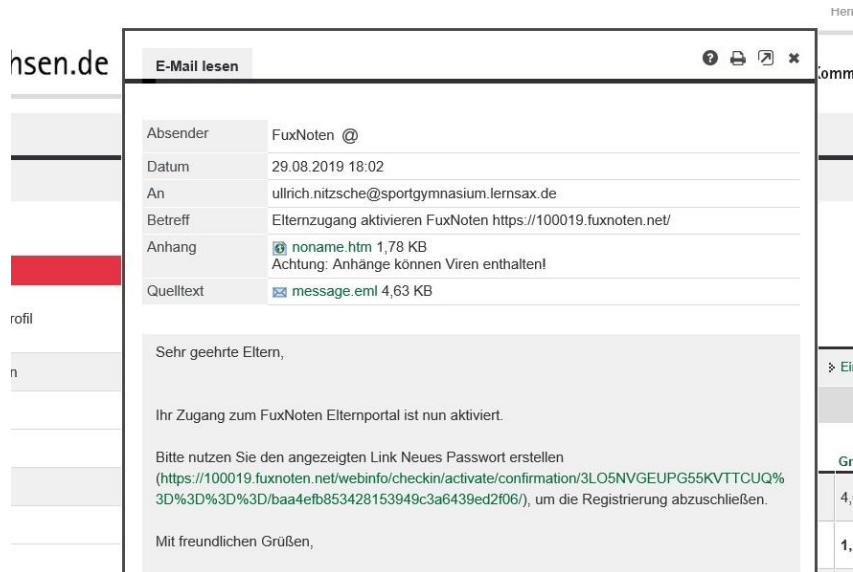 hsen.de
E-Mail lesen
Absender FuxNoten @
Datum 29.08.2019 18:02
An ullrich.nitzsche@sportgymnasium.lernsax.de
Betreff Elternzugang aktivieren FuxNoten https://100019.fuxnoten.net/
Anhang noname.htm 1,78 KB
Achtung: Anhänge können Viren enthalten!
Quelltext message.eml 4,63 KB
rofil
n
Sehr geehrte Eltern,
Ihr Zugang zum FuxNoten Elternportal ist nun aktiviert.
Bitte nutzen Sie den angezeigten Link Neues Passwort erstellen
(https://100019.fuxnoten.net/webinfo/checkin/activate/confirmation/3LO5NVGEUPG55KVTTCUQ%
3D%3D%3D%3D/baa4efb853428153949c3a6439ed2f06/), um die Registrierung abzuschließen.
Mit freundlichen Grüßen,
omm
Ei
Gr
4,
1,